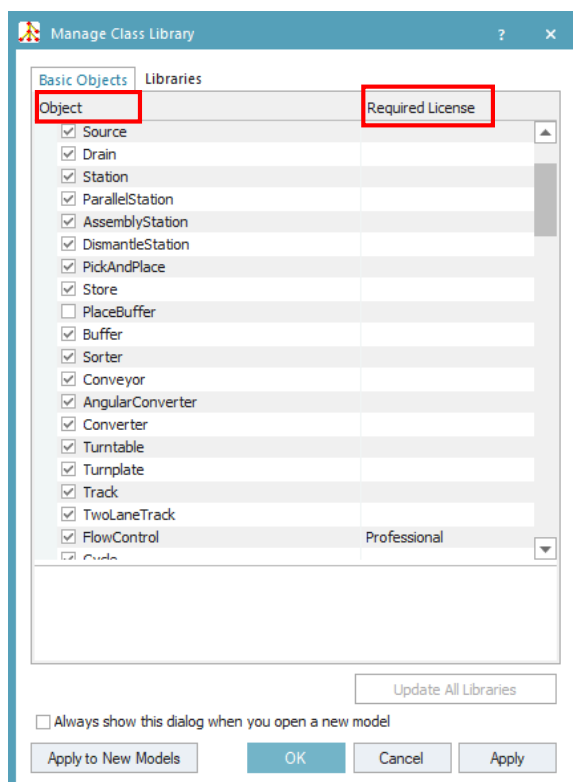 Manage Class Library ? ×
Basic Objects Libraries
Object Required License
Source
Drain
Station
ParallelStation
AssemblyStation
DismantleStation
PickAndPlace
Store
PlaceBuffer
Buffer
Sorter
Conveyor
AngularConverter
Converter
Turntable
Turnplate
Track
TwoLaneTrack
FlowControl Professional
Cycle
Update All Libraries
Always show this dialog when you open a new model
Apply to New Models OK Cancel Apply